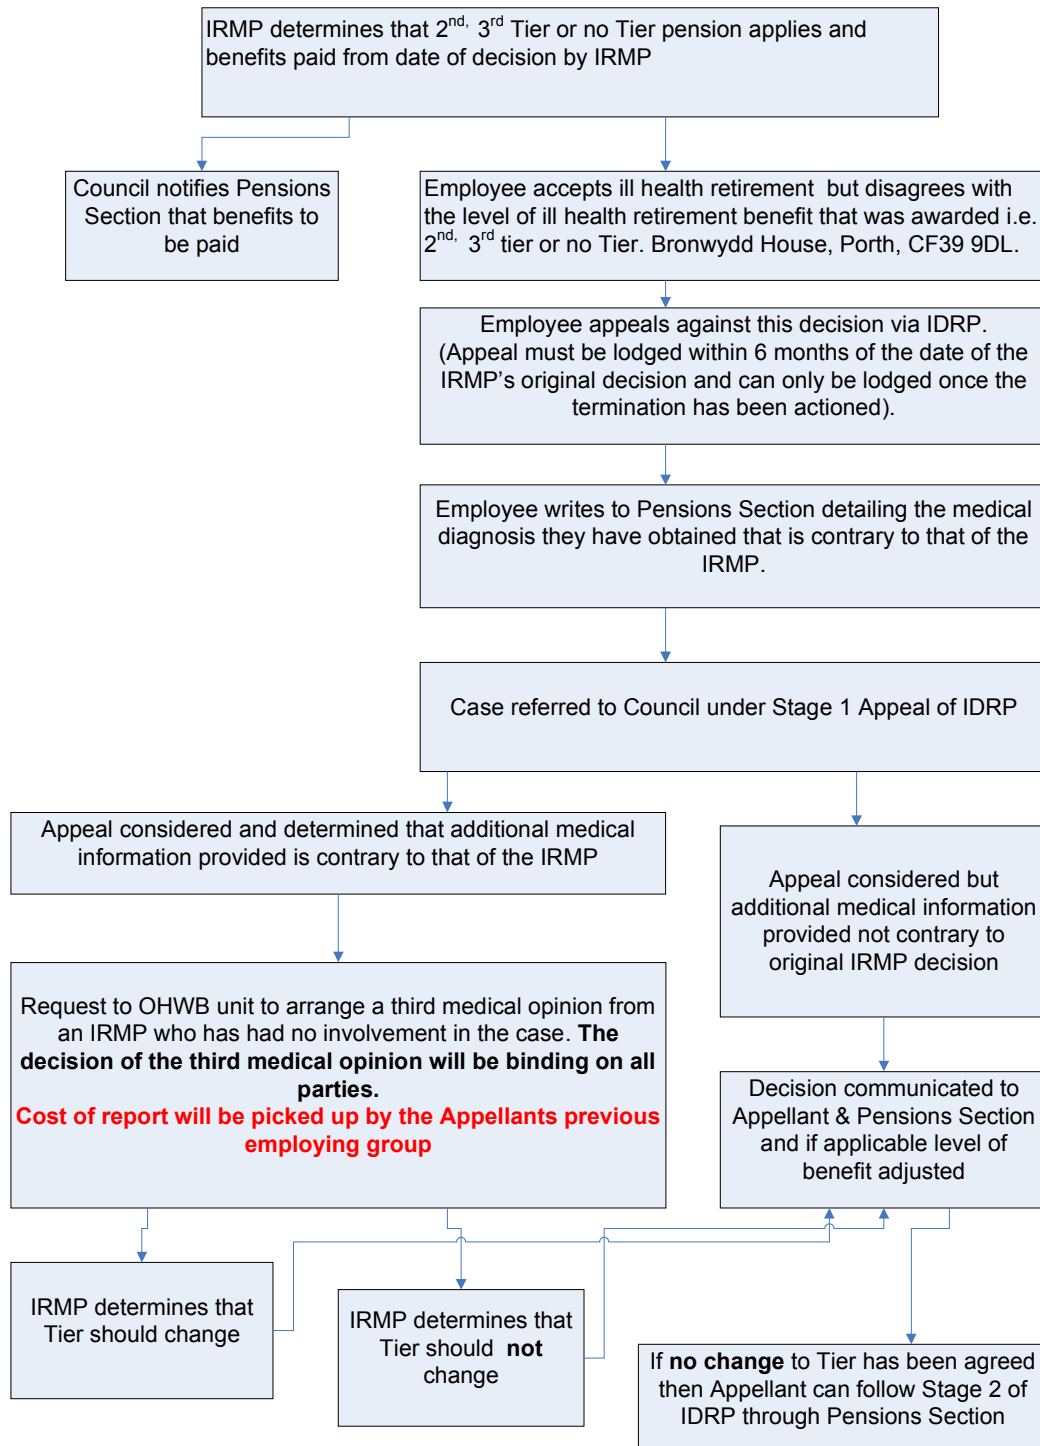 IRMP determines that 2nd, 3rd Tier or no Tier pension applies and
benefits paid from date of decision by IRMP
Council notifies Pensions
Section that benefits to
be paid
Employee accepts ill health retirement but disagrees with
the level of ill health retirement benefit that was awarded i.e.
2nd, 3rd tier or no Tier. Bronwydd House, Porth, CF39 9DL.
Employee appeals against this decision via IDRP.
(Appeal must be lodged within 6 months of the date of the
IRMP’s original decision and can only be lodged once the
termination has been actioned).
Employee writes to Pensions Section detailing the medical
diagnosis they have obtained that is contrary to that of the
IRMP.
Case referred to Council under Stage 1 Appeal of IDRP
Appeal considered and determined that additional medical
information provided is contrary to that of the IRMP
Appeal considered but
additional medical information
provided not contrary to
original IRMP decision
Request to OHWB unit to arrange a third medical opinion from
an IRMP who has had no involvement in the case. The
decision of the third medical opinion will be binding on all
parties.
Cost of report will be picked up by the Appellants previous
employing group
Decision communicated to
Appellant & Pensions Section
and if applicable level of
benefit adjusted
IRMP determines that
Tier should change
IRMP determines that
Tier should not
change
If no change to Tier has been agreed
then Appellant can follow Stage 2 of
IDRP through Pensions Section